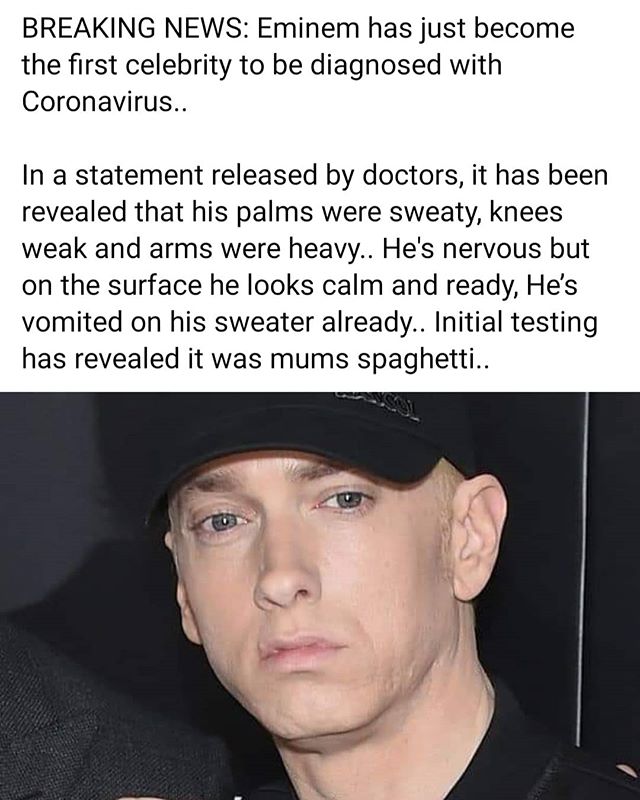 BREAKING NEWS: Eminem has just become
the first celebrity to be diagnosed with
Coronavirus..
In a statement released by doctors, it has been
revealed that his palms were sweaty, knees
weak and arms were heavy.. He's nervous but
on the surface he looks calm and ready, He’s
vomited on his sweater already.. Initial testing
has revealed it was mums spaghetti..